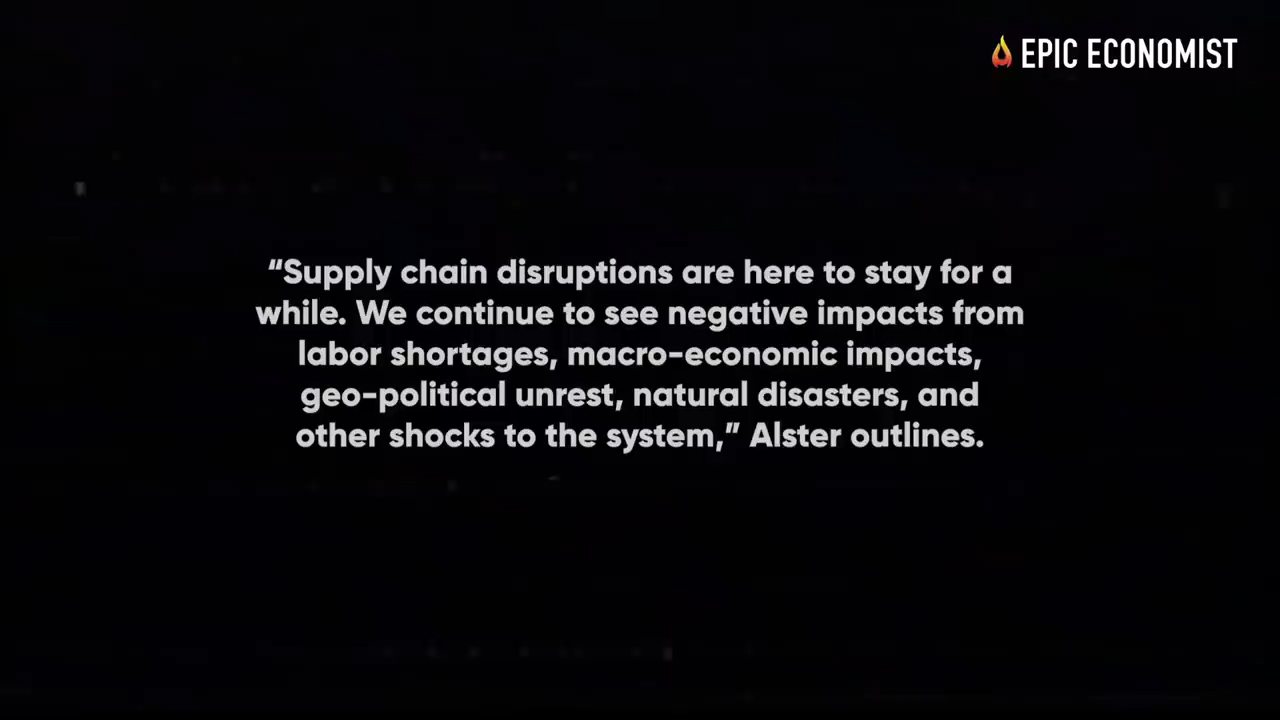 EPIC ECONOMIST
“Supply chain disruptions are here to stay for a
while. We continue to see negative impacts from
labor shortages, macro-economic impacts,
geo-political unrest, natural disasters, and
other shocks to the system,” Alster outlines.